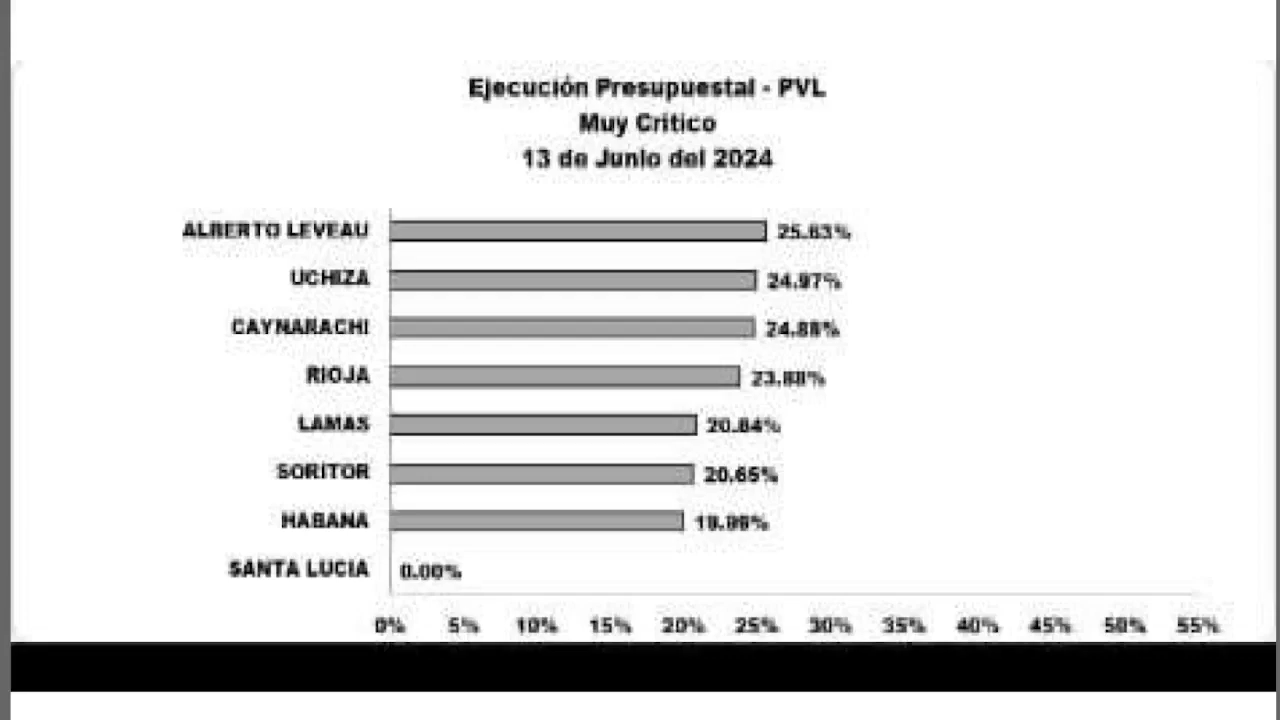 Ejecución Presupuestal - PVL
Muy Critico
13 de Junio del 2024
ALBERTO LEVEAU 25.63%
UCHIZA 24.97%
CAYNARACHI 24.88%
RIOJA 23.88%
LAMAS 20.84%
SORITOR 20.65%
HABANA
SANTA LUCIA 0.00%
0% 5% 10% 15% 20% 25% 30% 35% 40% 45% 50% 55%